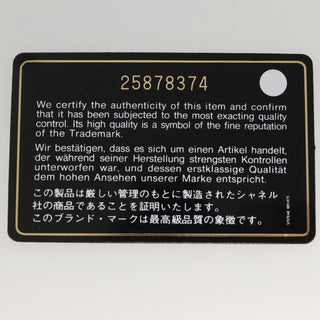 25878374
We certify the authenticity of this item and confirm
that it has been subjected to the most exacting quality
control. Its high quality is a symbol of the fine reputation
of the Trademark.
Wir bestätigen, dass es sich um einen Artikel handelt,
der während seiner Herstellung strengsten Kontrollen
unterworfen war, und dessen erstklassige Qualität
dem hohen Ansehen unserer Marke entspricht.
この製品は厳しい管理のもとに製造されたシャネル
社の商品であることを証明いたします。
このブランド・マークは最高級品質の象徴です。